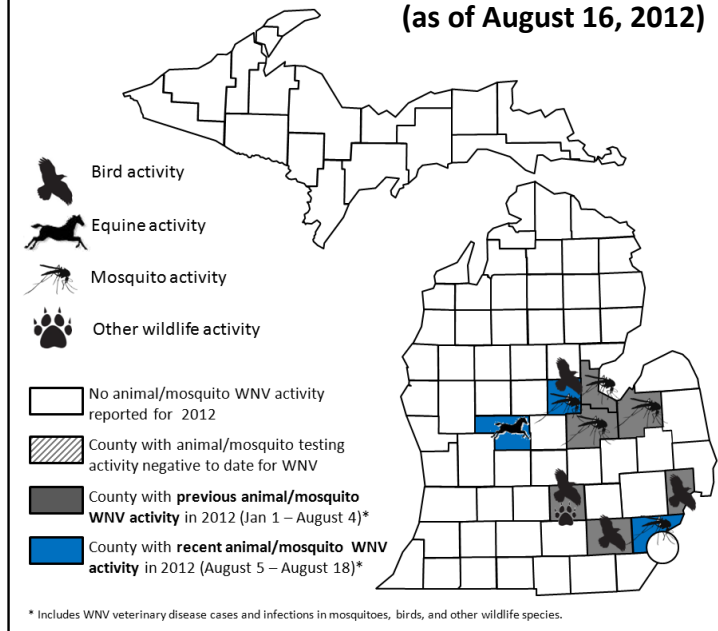 (as of August 16, 2012)
Bird activity
Equine activity
Mosquito activity
Other wildlife activity
No animal/mosquito WNV activity
reported for 2012
County with animal/mosquito testing
activity negative to date for WNV
County with previous animal/mosquito
WNV activity in 2012 (Jan 1 – August 4)*
County with recent animal/mosquito WNV
activity in 2012 (August 5 – August 18)*
* Includes WNV veterinary disease cases and infections in mosquitoes, birds, and other wildlife species.